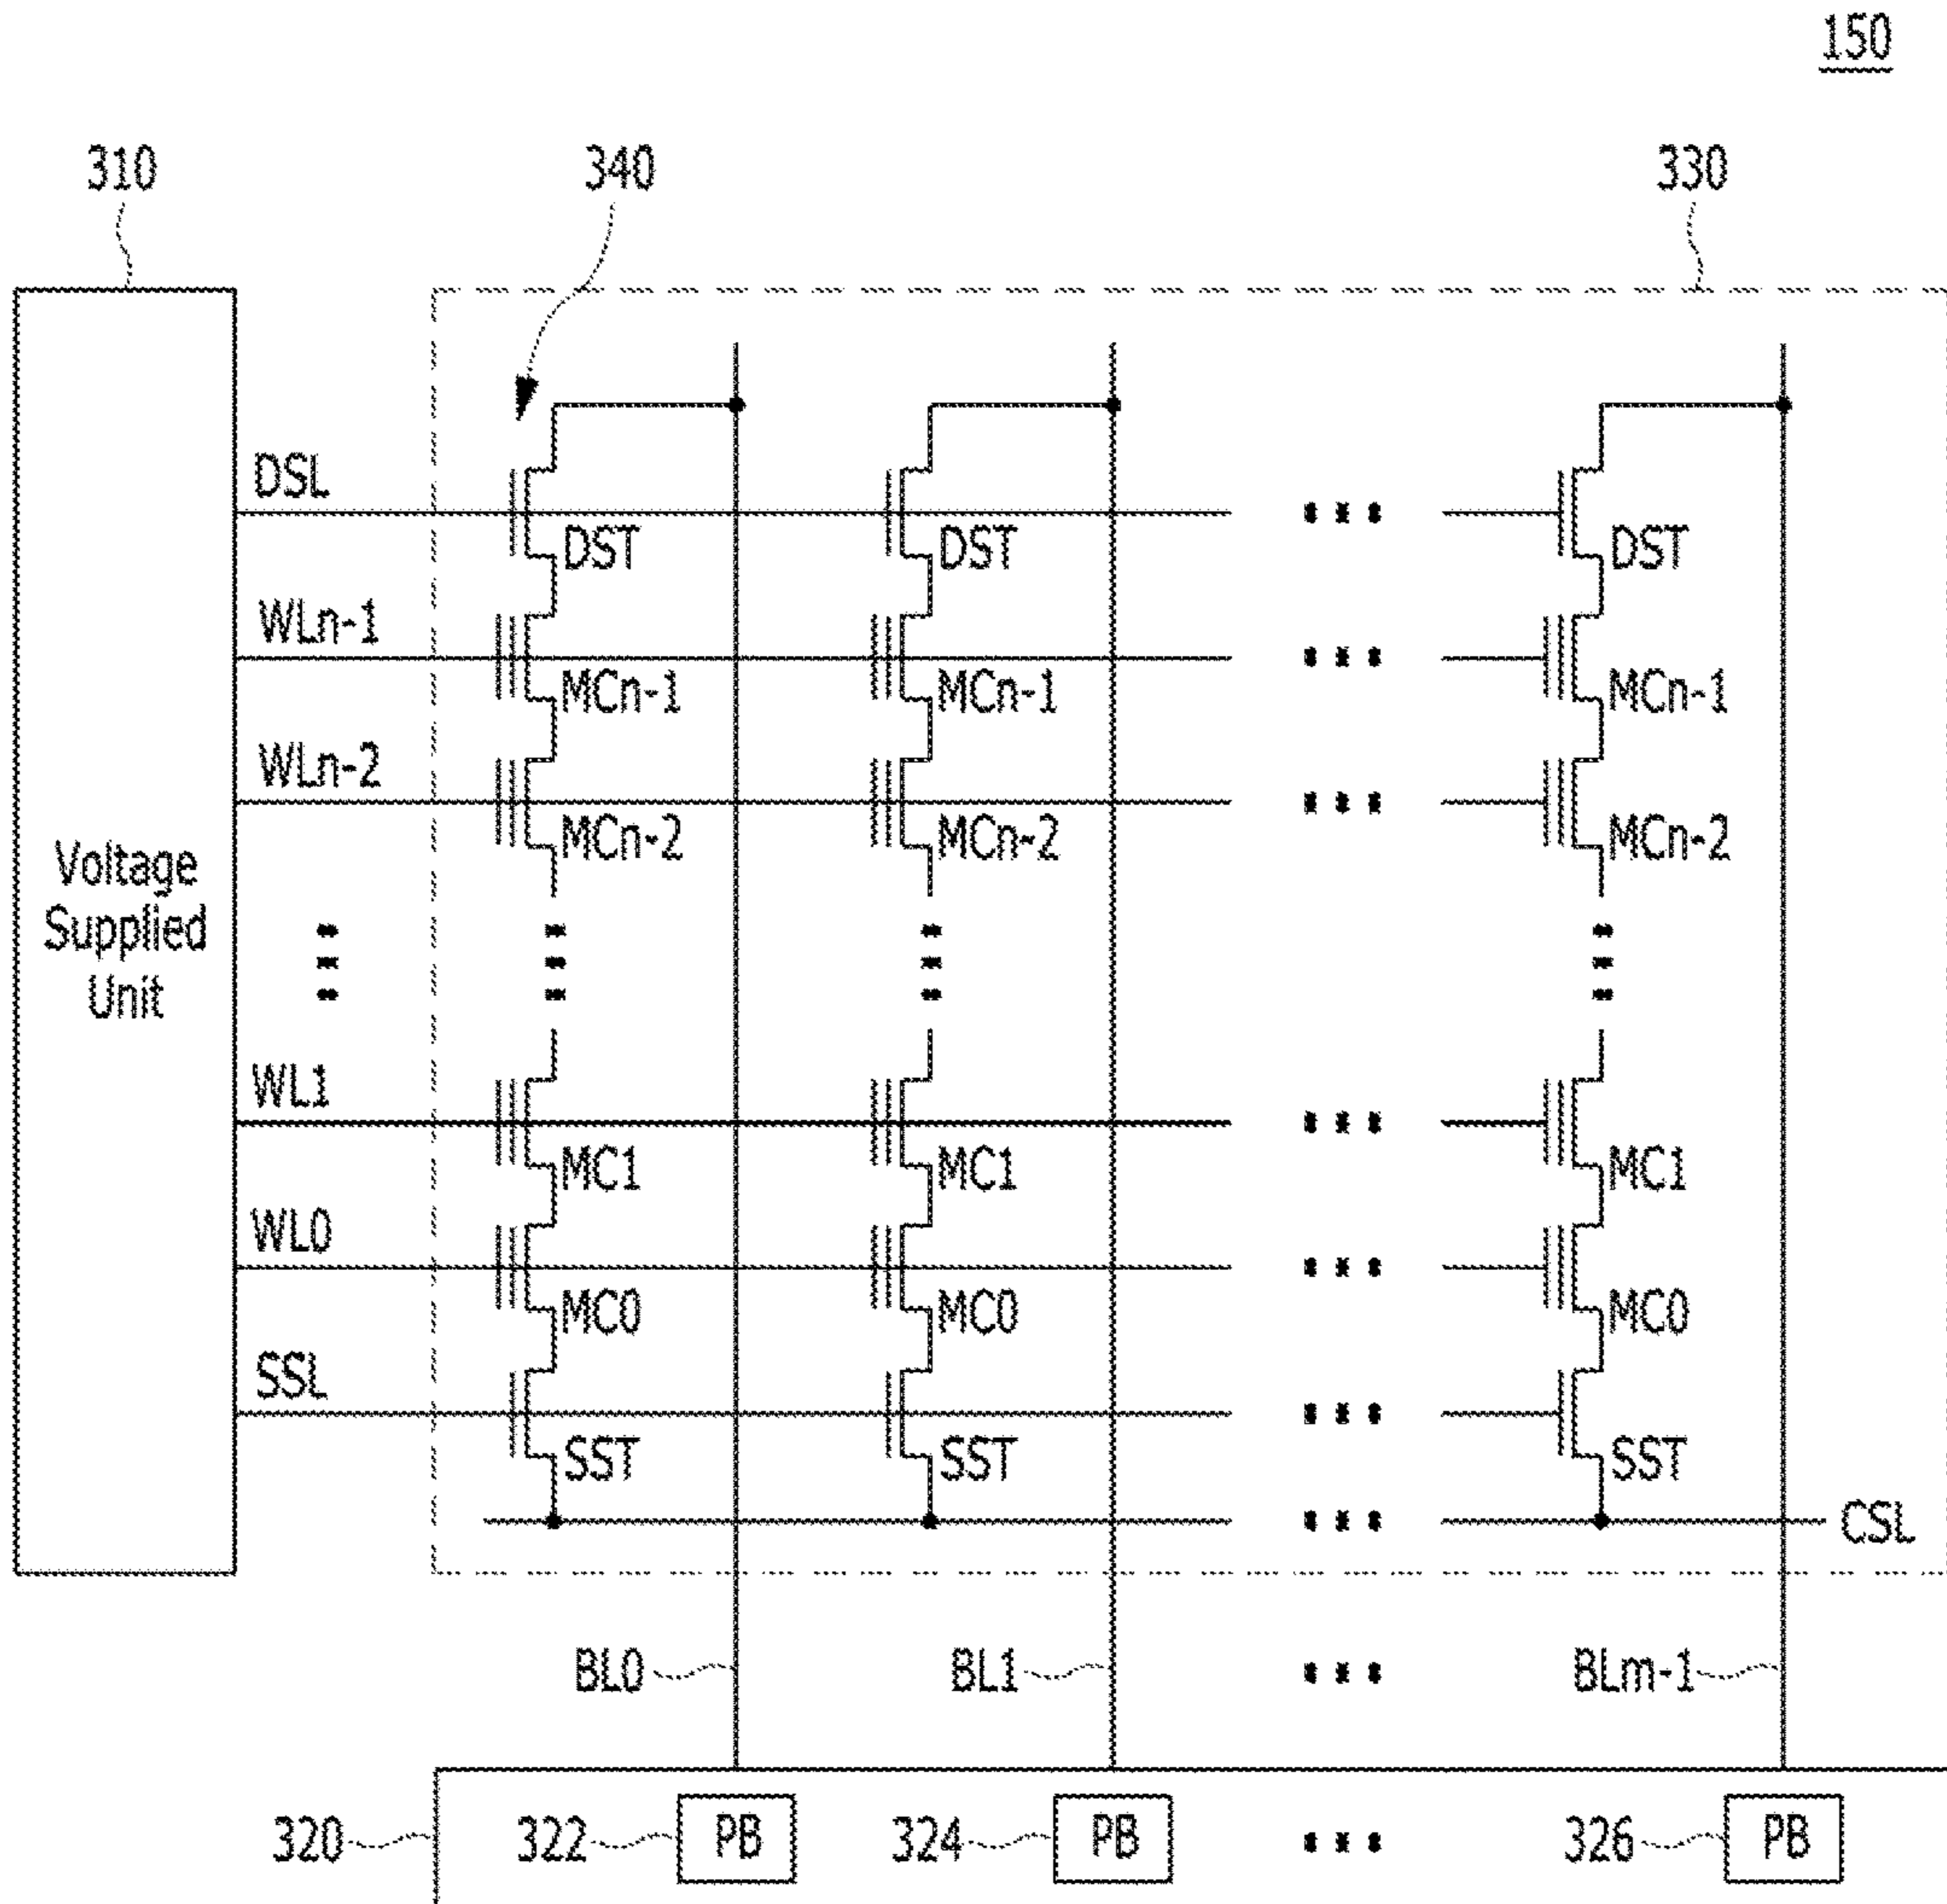 150
310 340 330
DSL
DST DST DST
WLn-1
MCn-1 MCn-1 MCn-1
WLn-2
MCn-2 MCn-2 MCn-2
Voltage
Supplied
Unit
WL1
MC1 MC1 MC1
WL0
MC0 MC0 MC0
SSL
SST SST SST
CSL
BL0 BL1 BLm-1
320 322 PB 324 PB 326 PB